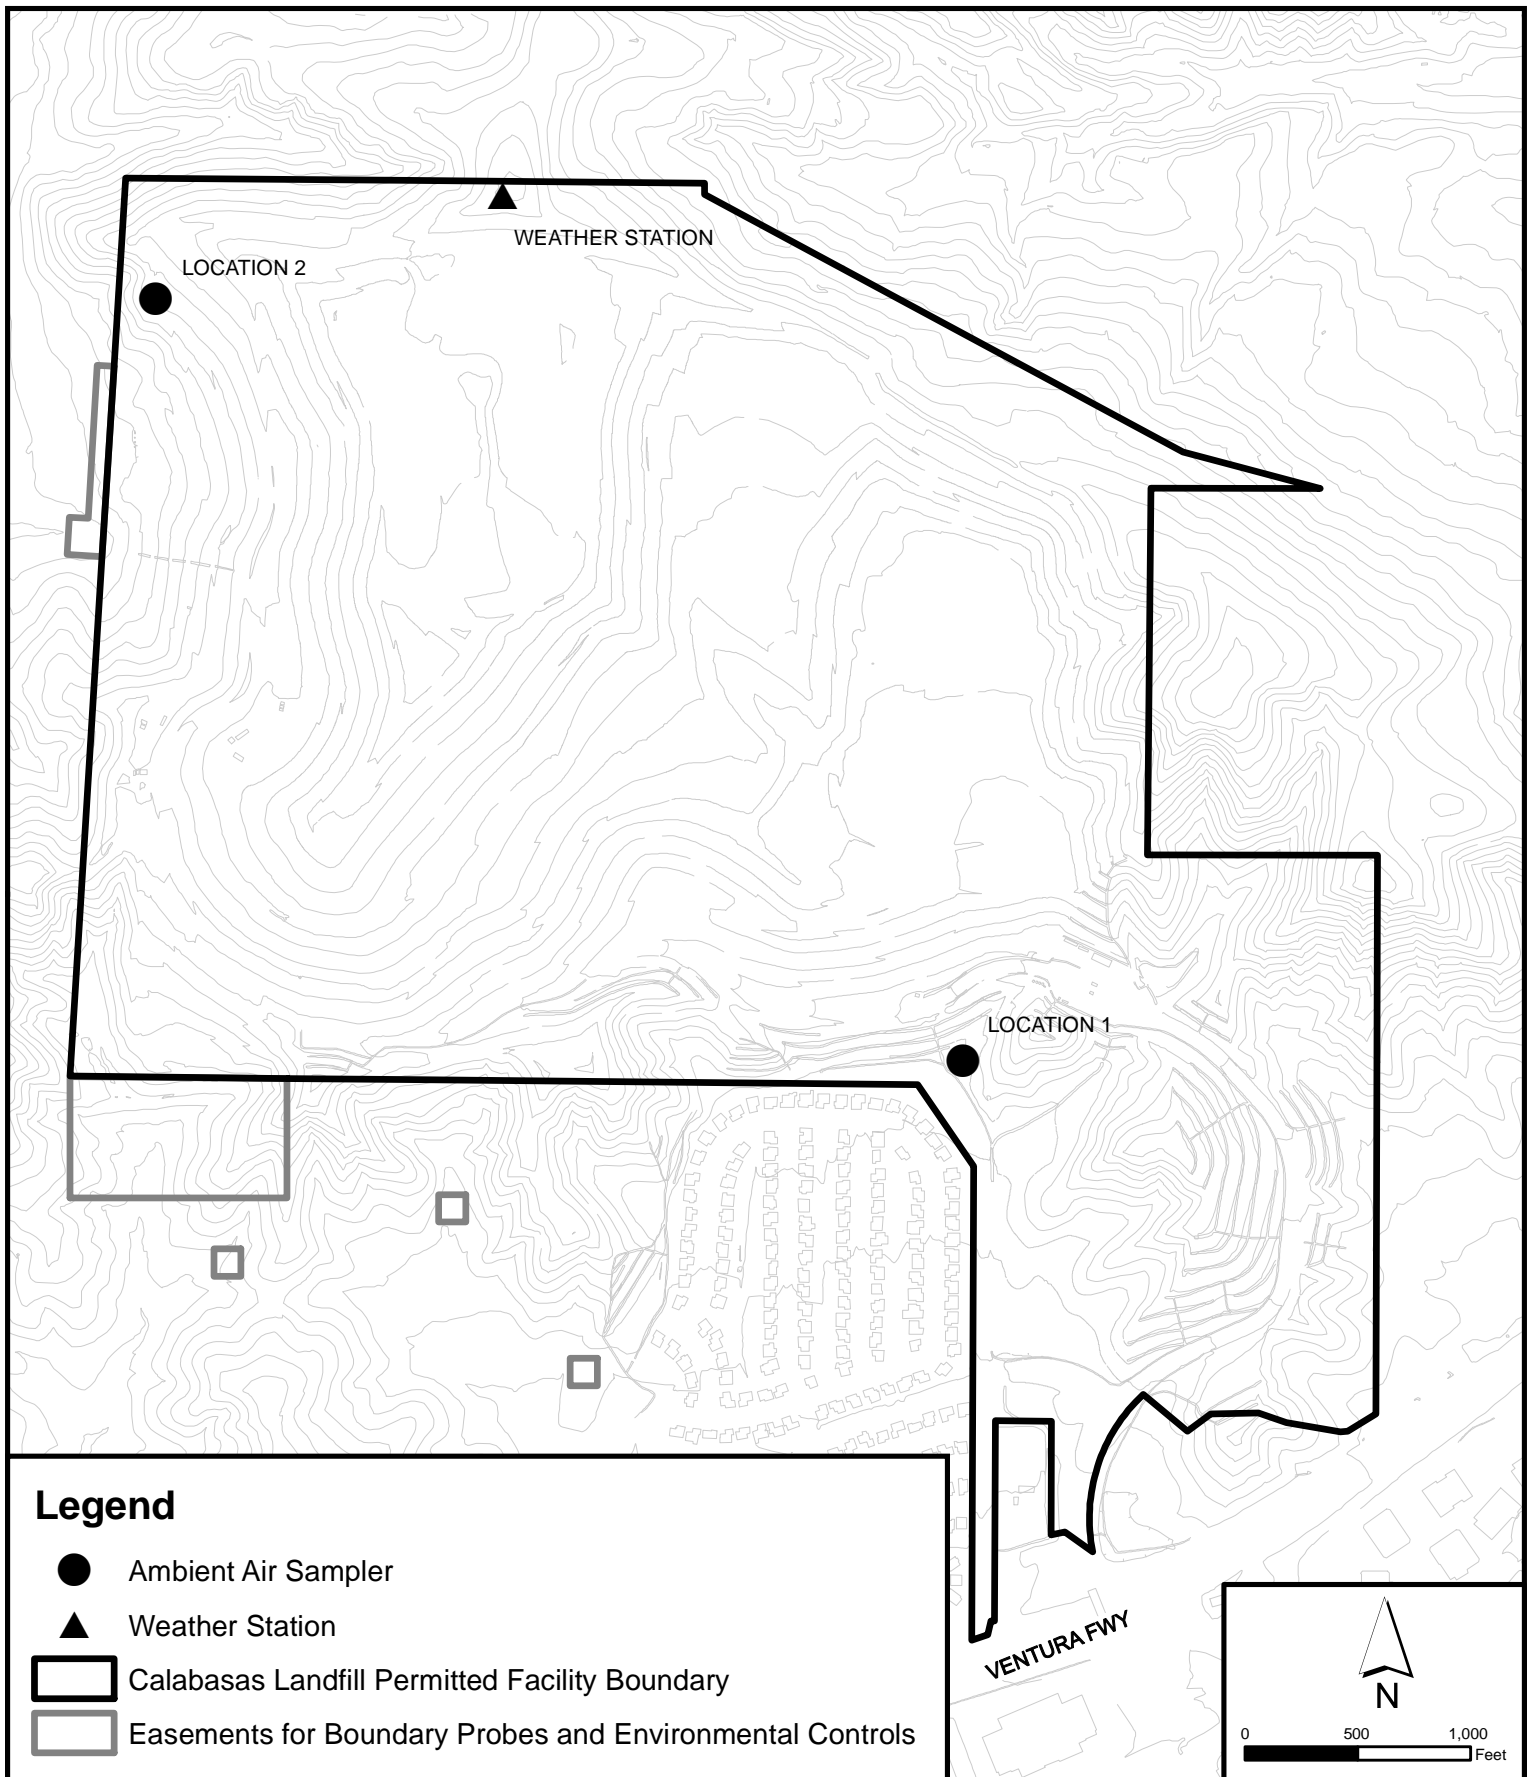 WEATHER STATION
LOCATION 2
LOCATION 1
VENTURA FWY
Legend
Ambient Air Sampler
Weather Station
Calabasas Landfill Permitted Facility Boundary
Easements for Boundary Probes and Environmental Controls
N
0 500 1,000
Feet